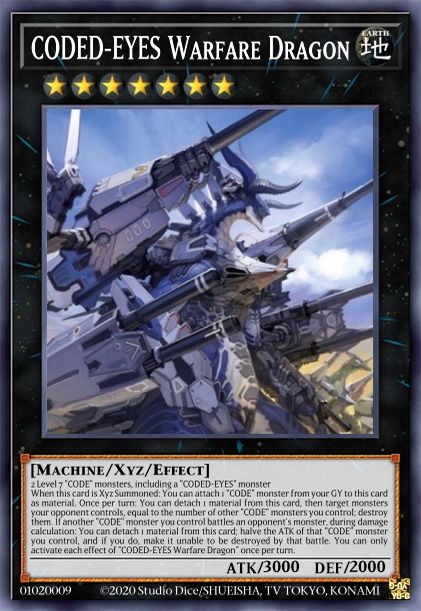 CODED-EYES Warfare Dragon
EARTH
地
[Machine/Xyz/Effect]
2 Level 7 "CODE" monsters, including a "CODED-EYES" monster
When this card is Xyz Summoned: You can attach 1 "CODE" monster from your GY to this card
as material. Once per turn: You can detach 1 material from this card, then target monsters
your opponent controls, equal to the number of other "CODE" monsters you control; destroy
them. If another "CODE" monster you control battles an opponent's monster, during damage
calculation: You can detach 1 material from this card; halve the ATK of that "CODE" monster
you control, and if you do, make it unable to be destroyed by that battle. You can only
activate each effect of "CODED-EYES Warfare Dragon" once per turn.
ATK/3000 DEF/2000
01020009 ©2020 Studio Dice/SHUEISHA, TV TOKYO, KONAMI